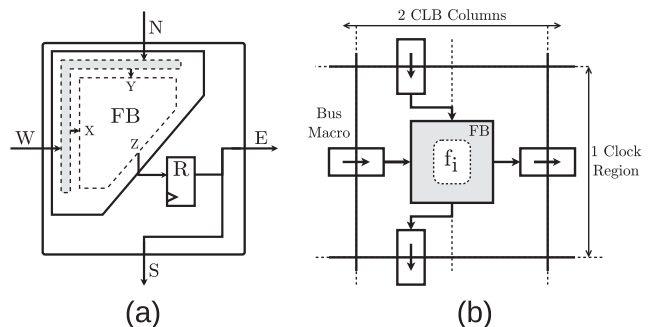 N
Y
FB
X
W
Z
E
R
S
(a)
2 CLB Columns
Bus
Macro
FB
fi
1 Clock
Region
(b)